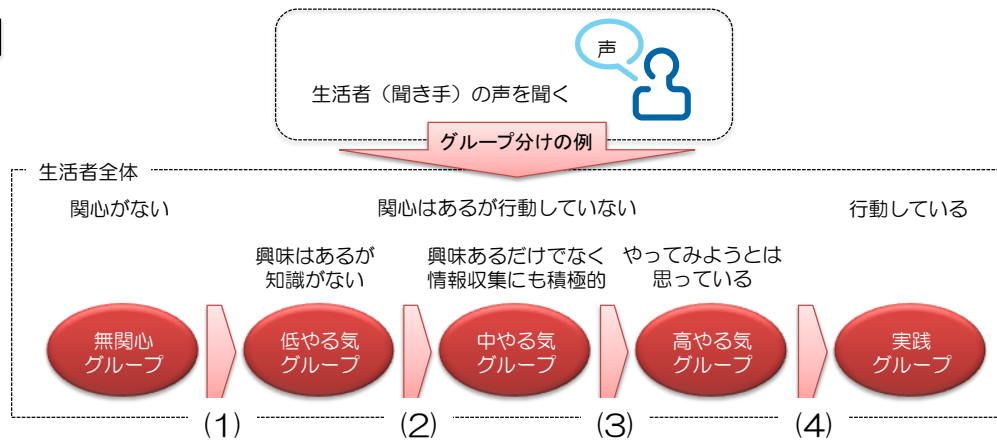 声
生活者（聞き手）の声を聞く
グループ分けの例
生活者全体
関心がない
関心はあるが行動していない
行動している
興味はあるが
知識がない
興味あるだけでなく
情報収集にも積極的
やってみようとは
思っている
無関心
グループ
低やる気
グループ
中やる気
グループ
高やる気
グループ
実践
グループ
(1)
(2)
(3)
(4)